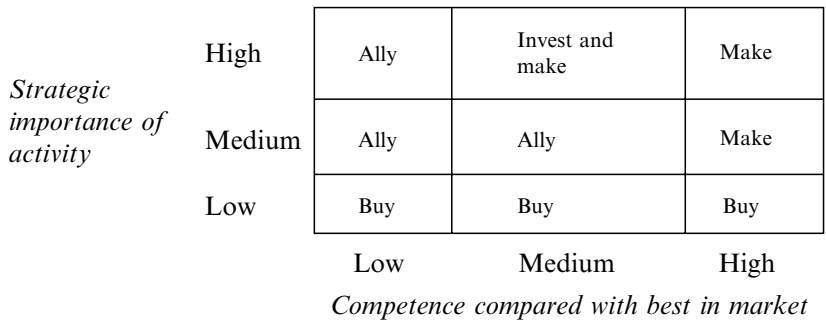 High Ally Invest and make Make
Strategic importance of activity
Medium Ally Ally Make
Low Buy Buy Buy
Low Medium High
Competence compared with best in market